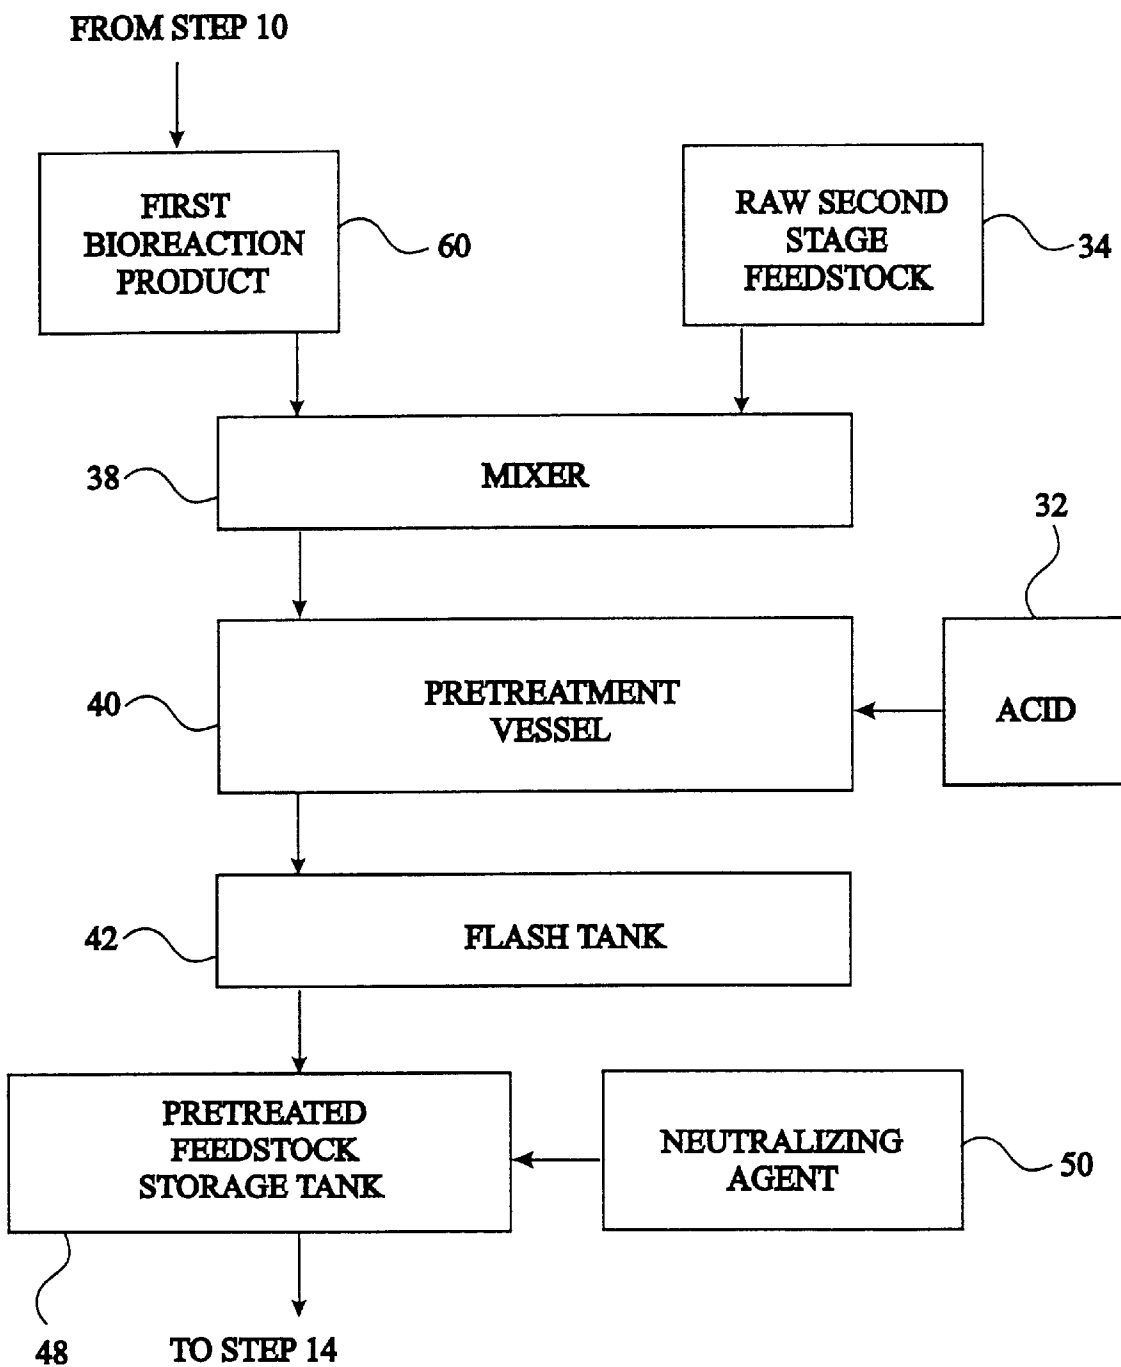 FROM STEP 10
FIRST
BIOREACTION
PRODUCT
60
RAW SECOND
STAGE
FEEDSTOCK
34
38
MIXER
32
40
PRETREATMENT
VESSEL
ACID
42
FLASH TANK
PRETREATED
FEEDSTOCK
STORAGE TANK
NEUTRALIZING
AGENT
50
48
TO STEP 14